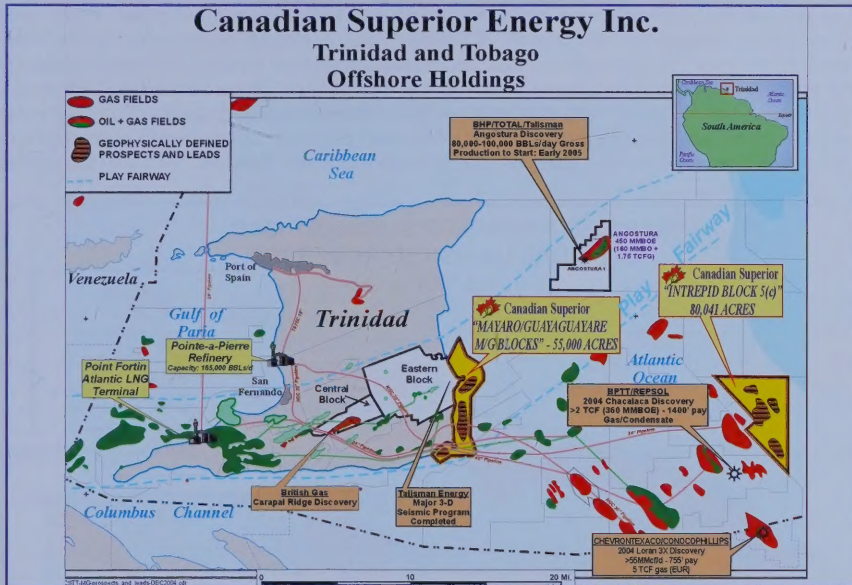 Canadian Superior Energy Inc.
Trinidad and Tobago
Offshore Holdings
GAS FIELDS
OIL + GAS FIELDS
GEOPHYSICALLY DEFINED
PROSPECTS AND LEADS
PLAY FAIRWAY
Caribbean
Sea
BHP/TOTAL/Talisman
Angostura Discovery
80,000-100,000 BBLs/day Gross
Production to Start: Early 2005
Trinidad
Atlantic
Ocean
South America
Pacific
Ocean
ANGOSTURA
450 MMBOE
(160 MMBO +
1.75 TCFG)
ANGOSTURA-1
Play Fairway
Venezuela
Port of
Spain
Gulf of
Paria
Trinidad
Canadian Superior
"MAYARO/GUAYAGUAYARE
M/G BLOCKS" - 55,000 ACRES
Canadian Superior
"INTREPID BLOCK 5(c)"
80,041 ACRES
Pointe-a-Pierre
Refinery
Capacity: 165,000 BBLs/d
Point Fortin
Atlantic LNG
Terminal
San
Fernando
Central
Block
Eastern
Block
Atlantic
Ocean
BPTT/REPSOL
2004 Chacalaca Discovery
>2 TCF (360 MMBOE) - 1400' pay
Gas/Condensate
British Gas
Carapal Ridge Discovery
Talisman Energy
Major 3-D
Seismic Program
Completed
Columbus Channel
CHEVRONTEXACO/CONOCOPHILLIPS
2004 Loran 3X Discovery
>55MMcf/d - 755' pay
5 TCF gas (EUR)
0 10 20 Mi.